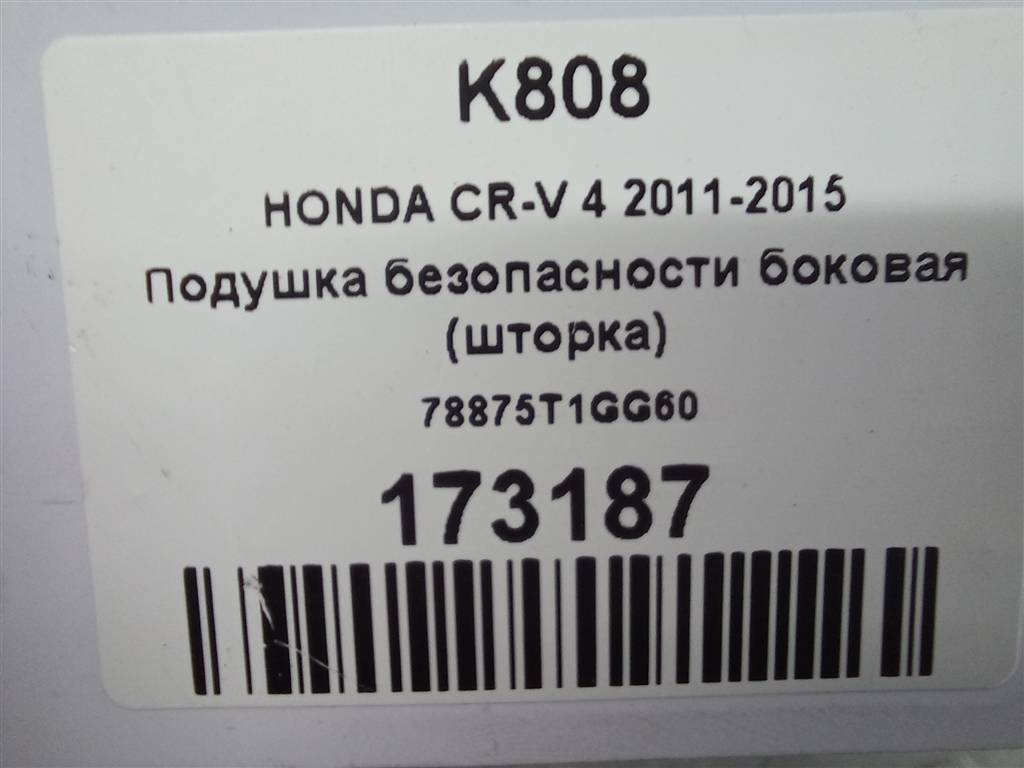 K808
HONDA CR-V 4 2011-2015
Подушка безопасности боковая
(шторка)
78875T1GG60
173187